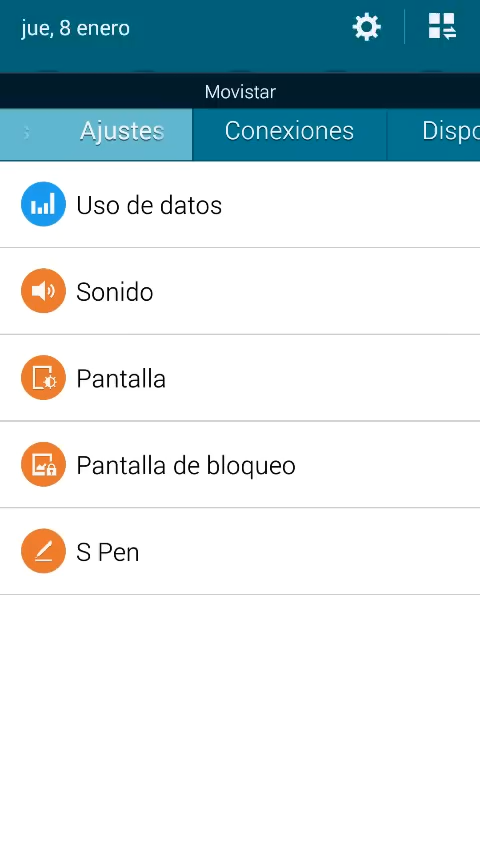 jue, 8 enero
Movistar
s Ajustes Conexiones Dispo
Uso de datos
Sonido
Pantalla
Pantalla de bloqueo
S Pen